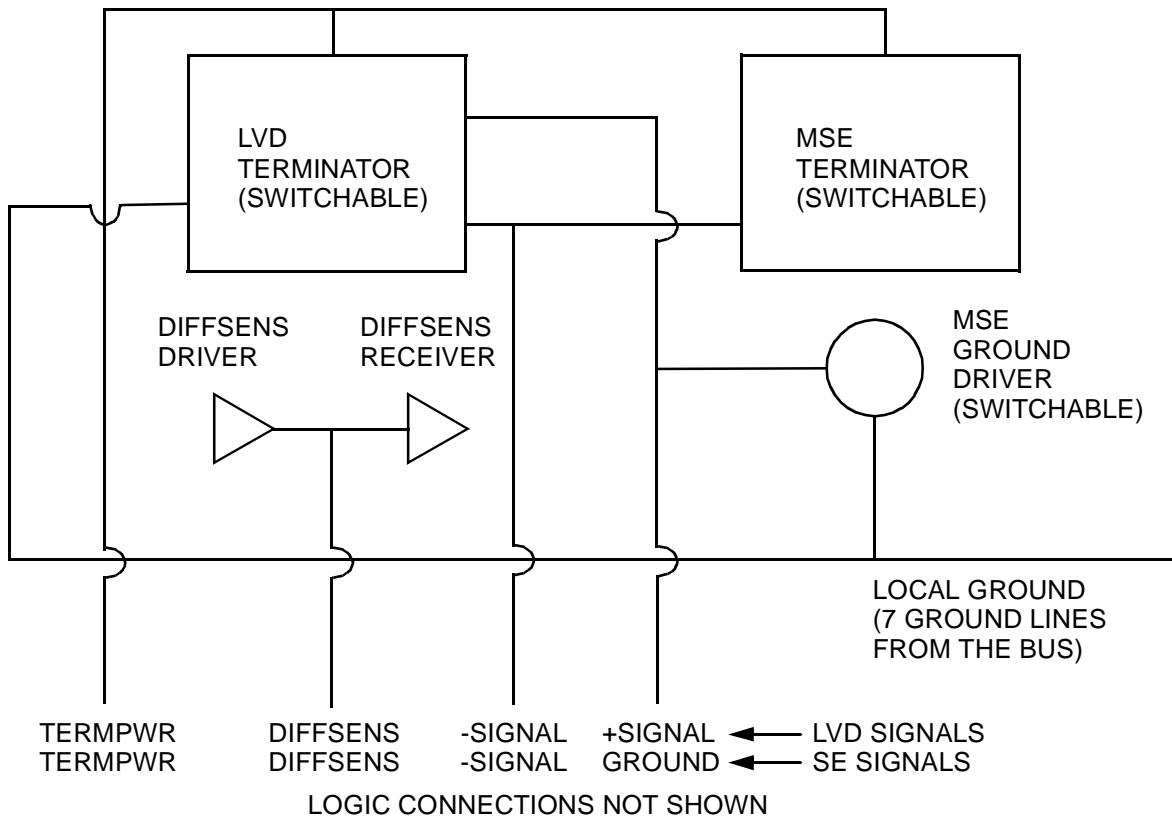 LVD
TERMINATOR
(SWITCHABLE)
MSE
TERMINATOR
(SWITCHABLE)
DIFFSENS
DRIVER
DIFFSENS
RECEIVER
MSE
GROUND
DRIVER
(SWITCHABLE)
LOCAL GROUND
(7 GROUND LINES
FROM THE BUS)
TERMPWR DIFFSENS -SIGNAL +SIGNAL LVD SIGNALS
TERMPWR DIFFSENS -SIGNAL GROUND SE SIGNALS
LOGIC CONNECTIONS NOT SHOWN